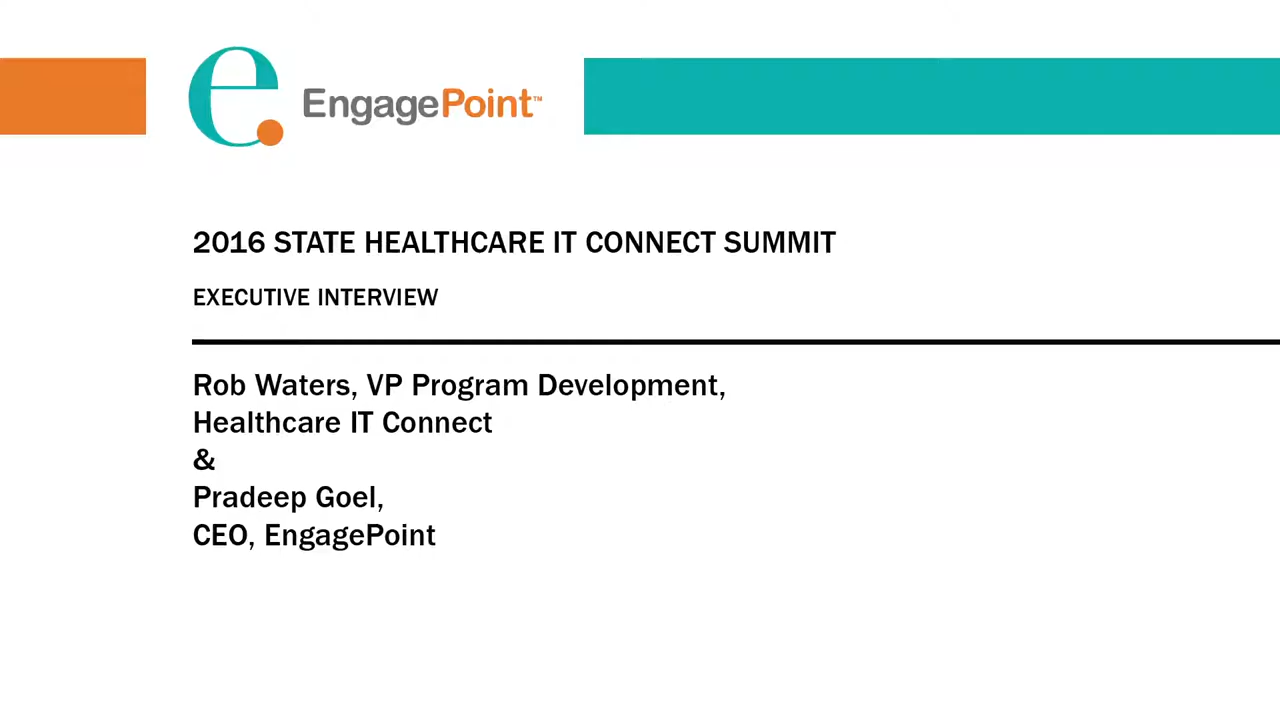 e.
EngagePoint™
2016 STATE HEALTHCARE IT CONNECT SUMMIT
EXECUTIVE INTERVIEW
Rob Waters, VP Program Development,
Healthcare IT Connect
&
Pradeep Goel,
CEO, EngagePoint